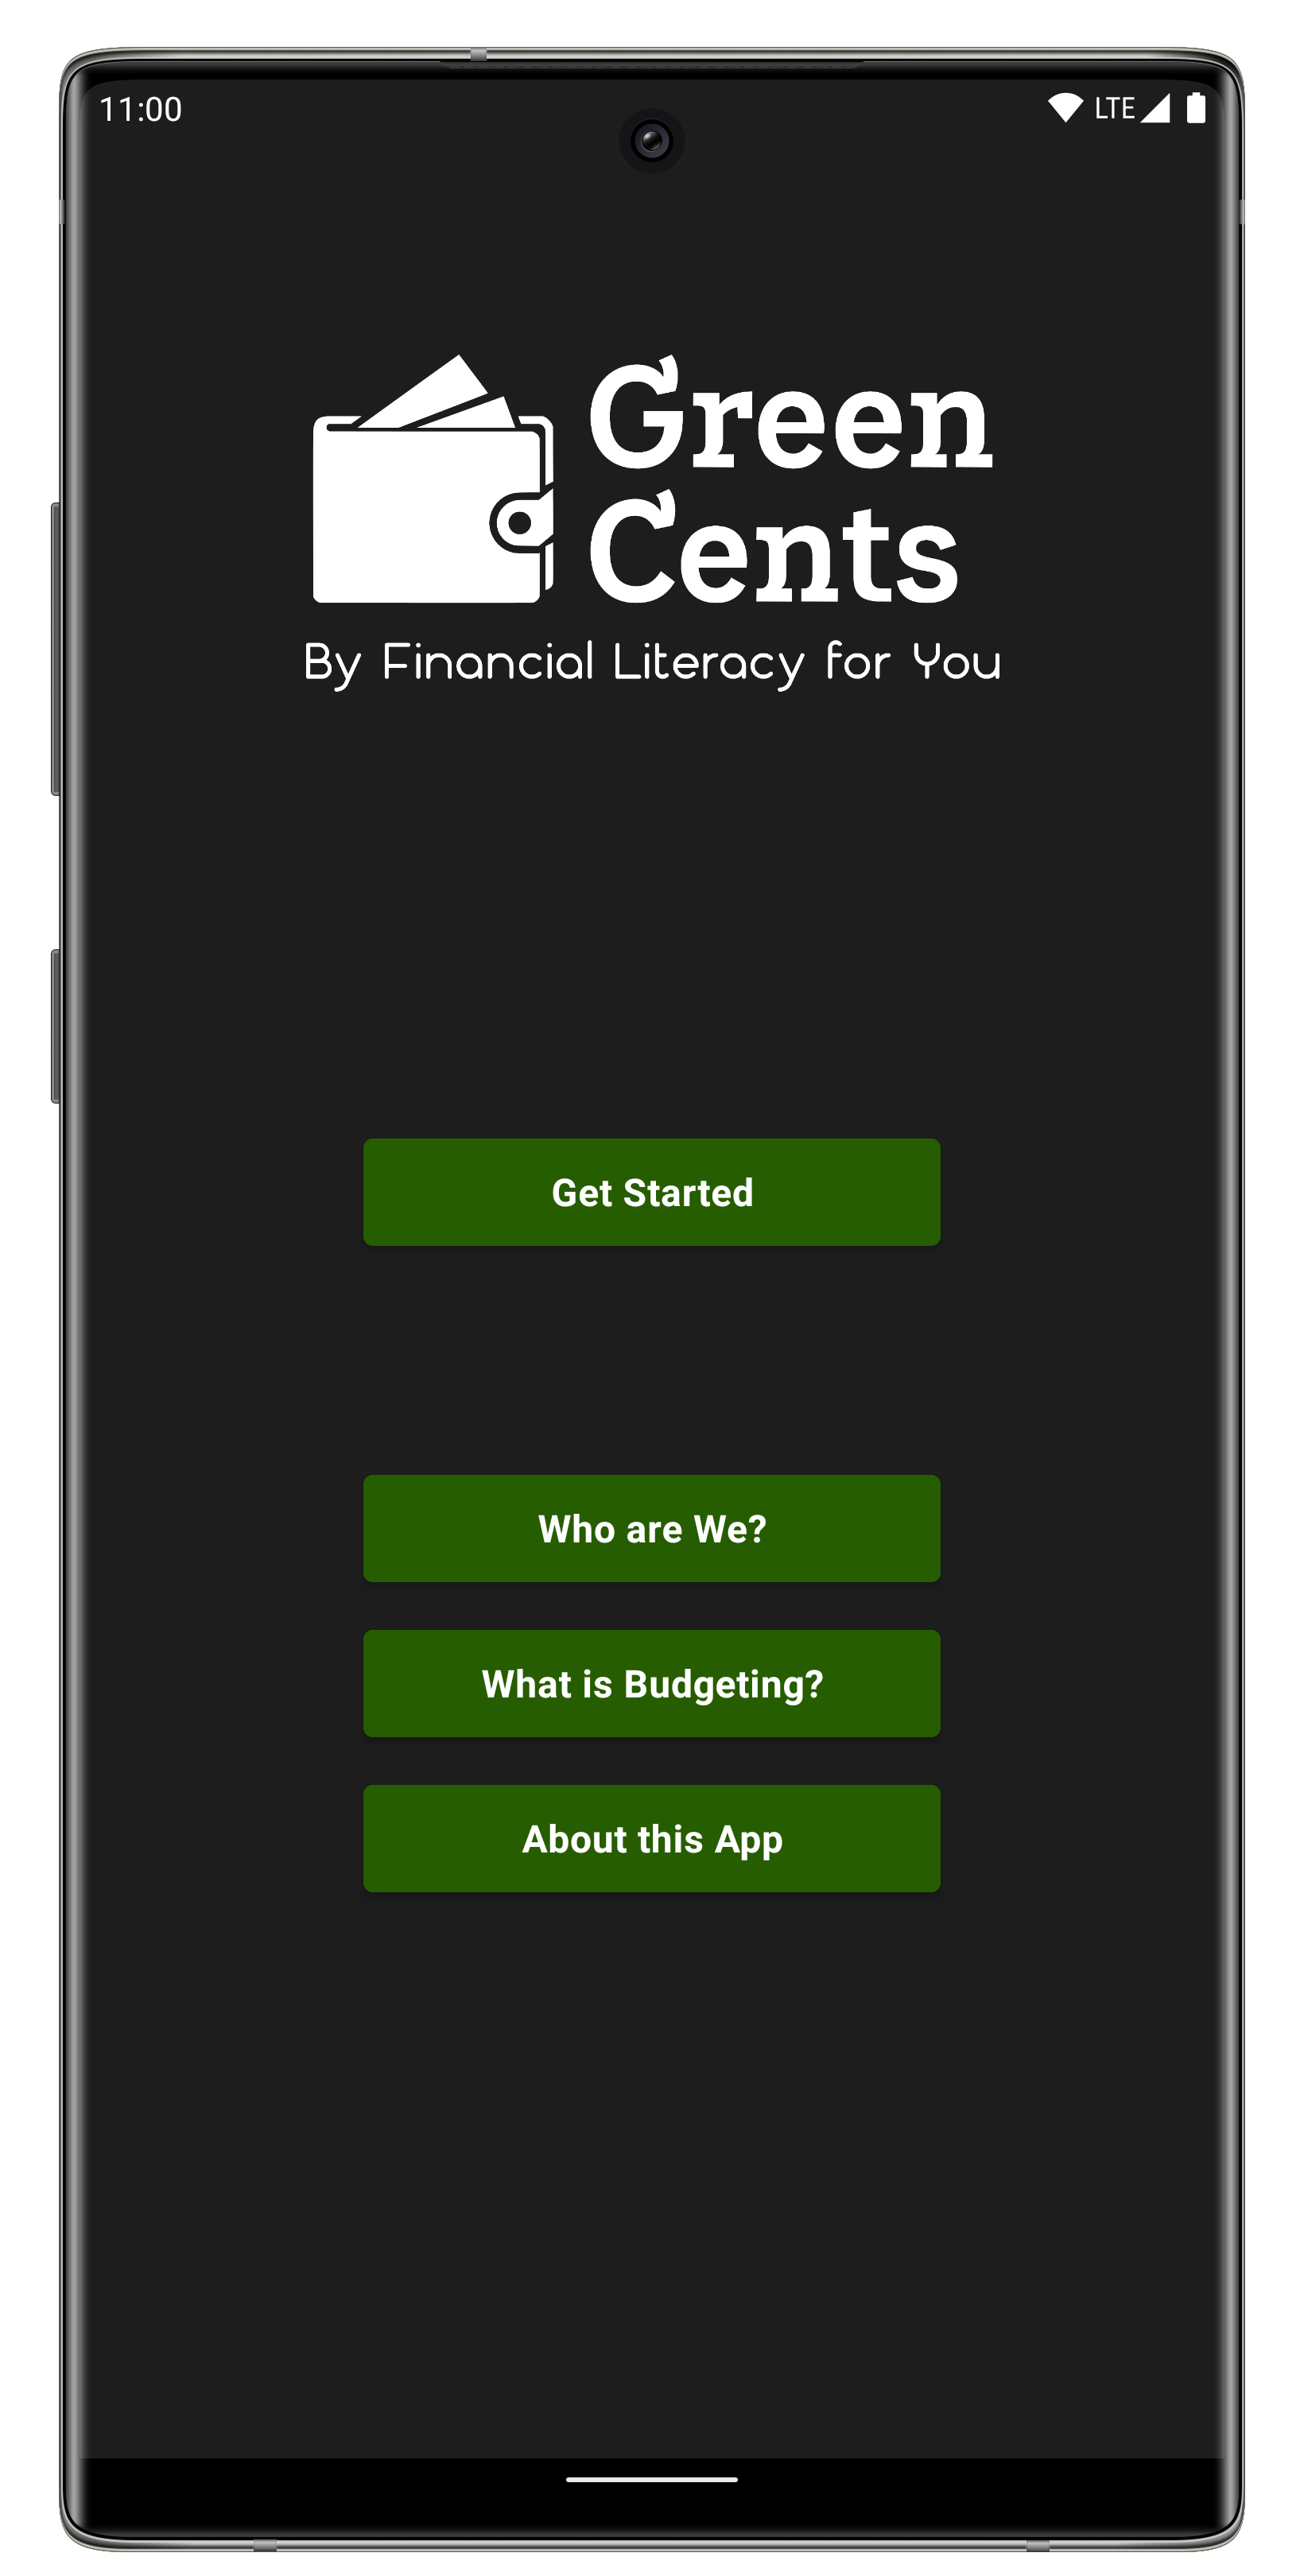 11:00 LTE
Green
Cents
By Financial Literacy for You
Get Started
Who are We?
What is Budgeting?
About this App